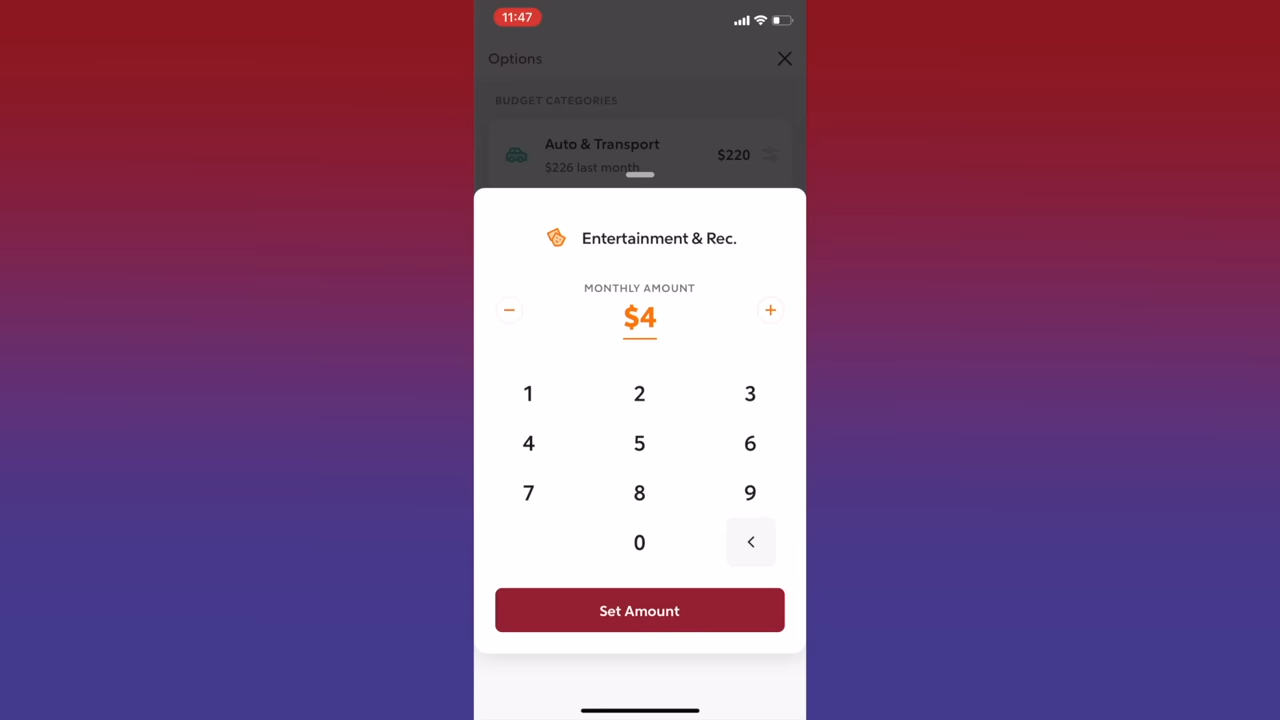 11:47
Options
BUDGET CATEGORIES
Auto & Transport
$220
$226 last month
Entertainment & Rec.
MONTHLY AMOUNT
$4
1 2 3
4 5 6
7 8 9
0
Set Amount